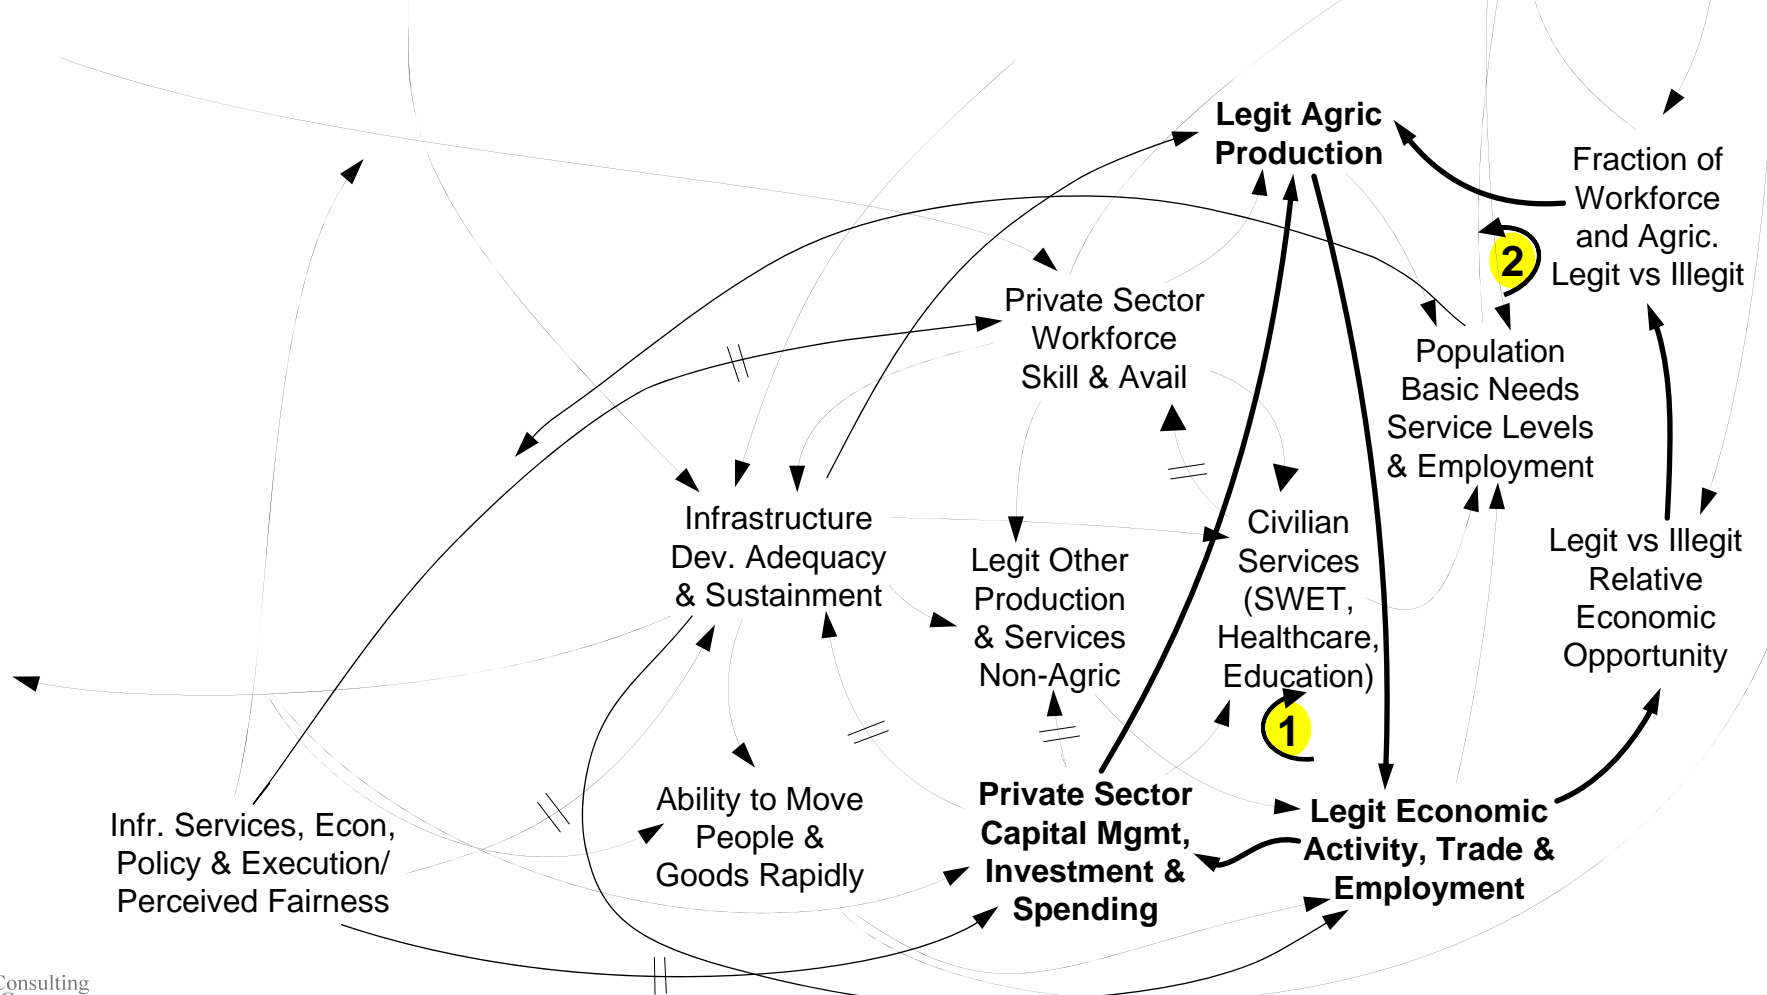 Legit Agric
Production
Fraction of
Workforce
and Agric.
Legit vs Illegit
2
Private Sector
Workforce
Skill & Avail
Population
Basic Needs
Service Levels
& Employment
Infrastructure
Dev. Adequacy
& Sustainment
Legit Other
Production
& Services
Non-Agric
Civilian
Services
(SWET,
Healthcare,
Education)
Legit vs Illegit
Relative
Economic
Opportunity
1
Infr. Services, Econ,
Policy & Execution/
Perceived Fairness
Ability to Move
People &
Goods Rapidly
Private Sector
Capital Mgmt,
Investment &
Spending
Legit Economic
Activity, Trade &
Employment
Consulting